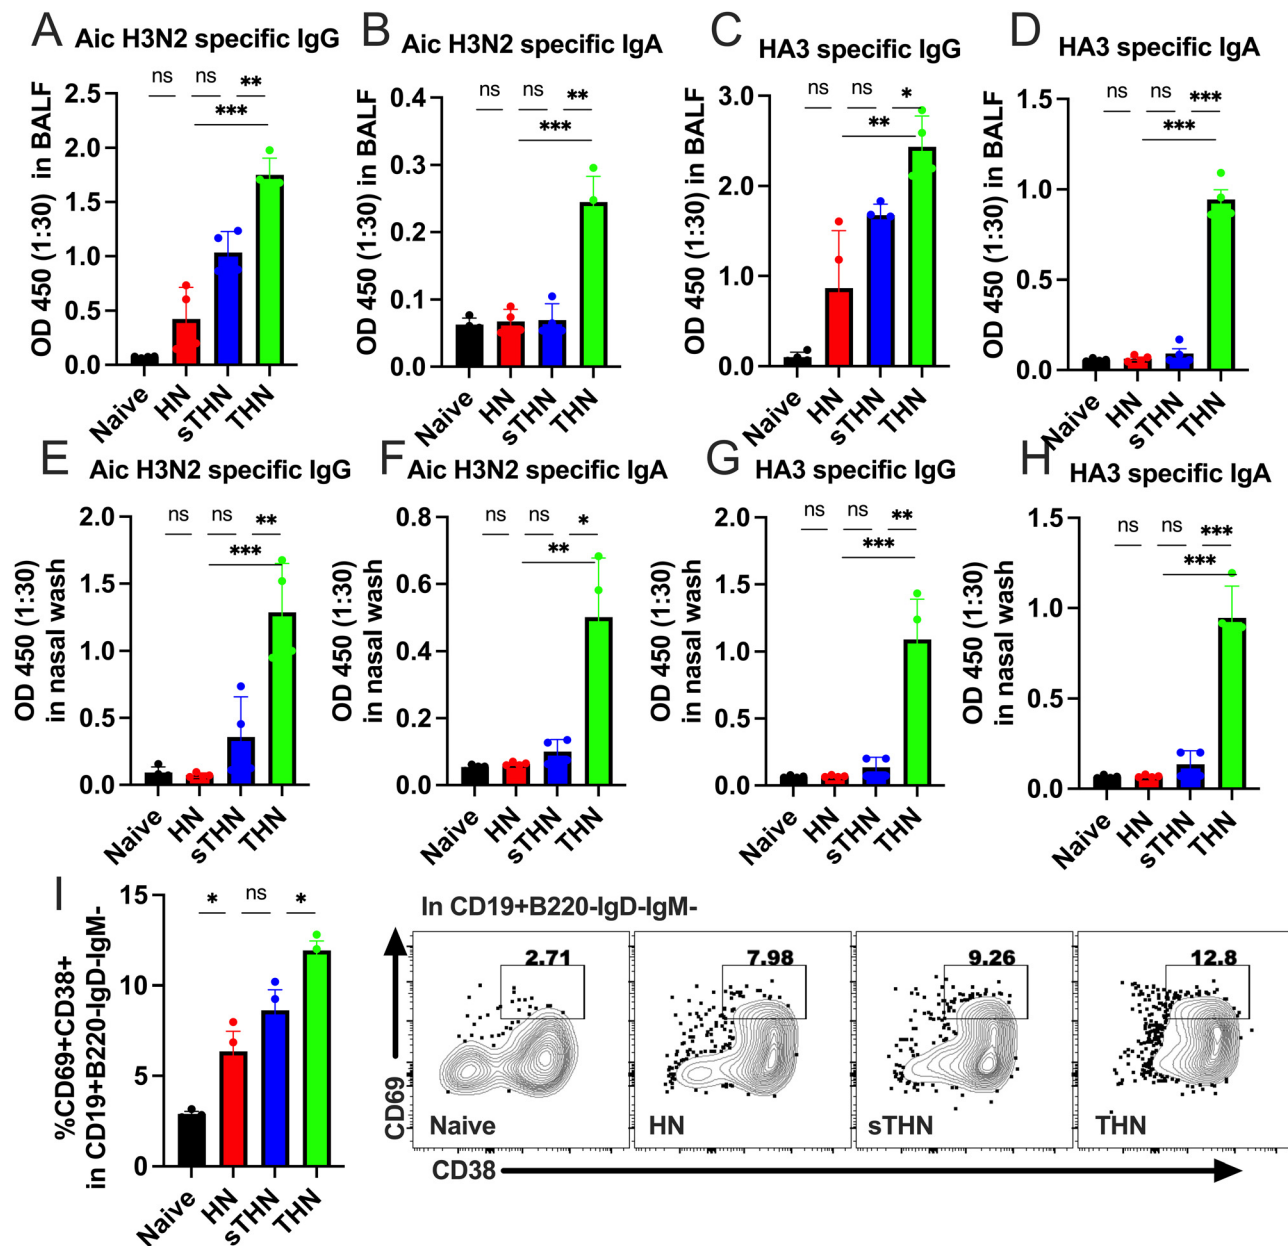 A Aic H3N2 specific IgG
OD 450 (1:30) in BALF
2.5
2.0
1.5
1.0
0.5
0.0
ns ns **
***
Naive HN sTHN THN
B Aic H3N2 specific IgA
OD 450 (1:30) in BALF
0.4
0.3
0.2
0.1
0.0
ns ns **
***
Naive HN sTHN THN
C HA3 specific IgG
OD 450 (1:30) in BALF
3.0
2.0
1.0
0.0
ns ns *
**
Naive HN sTHN THN
D HA3 specific IgA
OD 450 (1:30) in BALF
1.5
1.0
0.5
0.0
ns ns ***
***
Naive HN sTHN THN
E Aic H3N2 specific IgG
OD 450 (1:30)
in nasal wash
2.0
1.5
1.0
0.5
0.0
ns ns **
***
Naive HN sTHN THN
F Aic H3N2 specific IgA
OD 450 (1:30)
in nasal wash
0.8
0.6
0.4
0.2
0.0
ns ns *
**
Naive HN sTHN THN
G HA3 specific IgG
OD 450 (1:30)
in nasal wash
2.0
1.5
1.0
0.5
0.0
ns ns **
***
Naive HN sTHN THN
H HA3 specific IgA
OD 450 (1:30)
in nasal wash
1.5
1.0
0.5
0.0
ns ns ***
***
Naive HN sTHN THN
I
%CD69+CD38+
in CD19+B220-IgD-IgM-
15
10
5
0
* ns *
Naive HN sTHN THN
In CD19+B220-IgD-IgM-
2.71 7.98 9.26 12.8
CD69
Naive HN sTHN THN
CD38